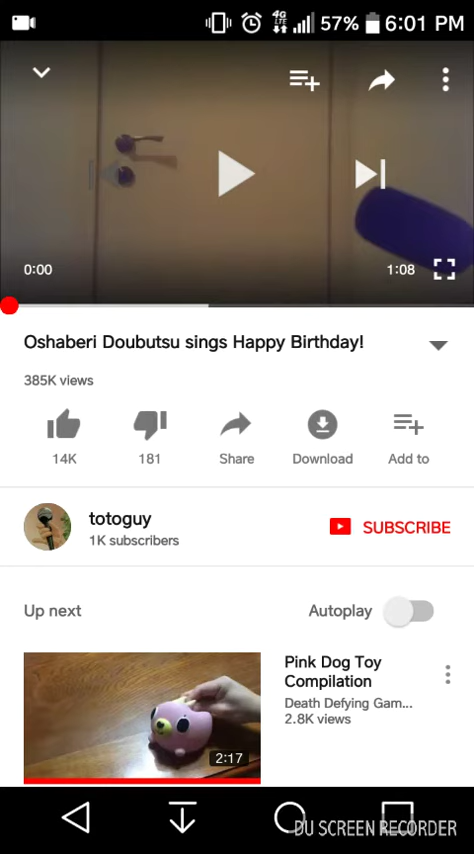 4G LTE 57% 6:01 PM
0:00 1:08
Oshaberi Doubutsu sings Happy Birthday!
385K views
14K 181 Share Download Add to
totoguy
1K subscribers
SUBSCRIBE
Up next Autoplay
Pink Dog Toy
Compilation
Death Defying Gam...
2.8K views
2:17
DU SCREEN RECORDER